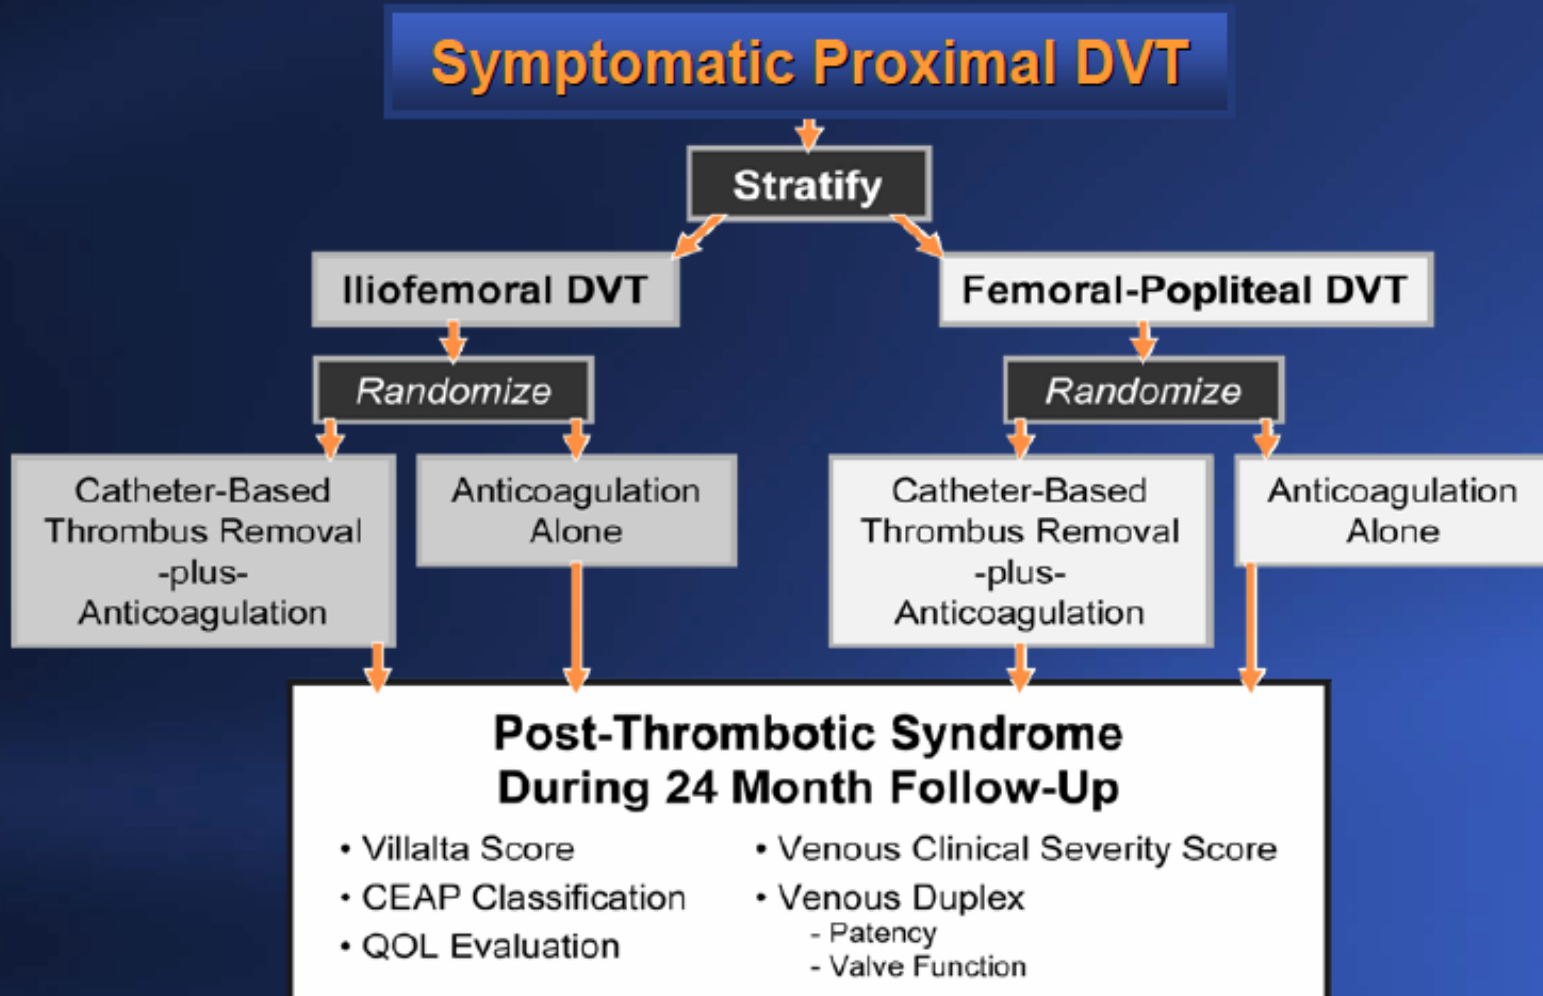 Symptomatic Proximal DVT
Stratify
Iliofemoral DVT
Femoral-Popliteal DVT
Randomize
Randomize
Catheter-Based
Thrombus Removal
-plus-
Anticoagulation
Anticoagulation
Alone
Catheter-Based
Thrombus Removal
-plus-
Anticoagulation
Anticoagulation
Alone
Post-Thrombotic Syndrome
During 24 Month Follow-Up
• Villalta Score
• CEAP Classification
• QOL Evaluation
• Venous Clinical Severity Score
• Venous Duplex
- Patency
- Valve Function